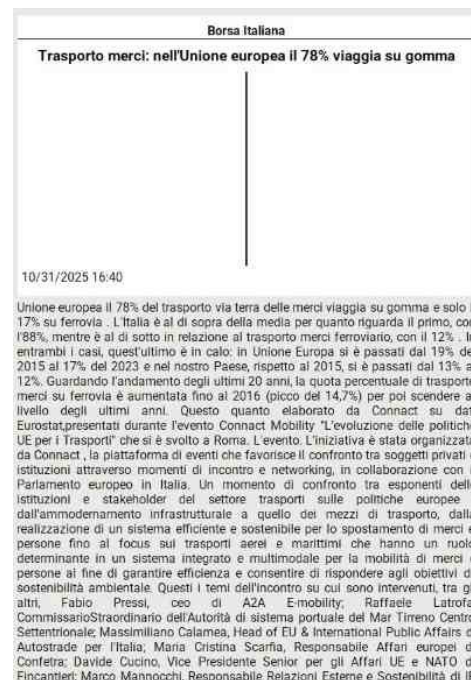 Borsa Italiana
Trasporto merci: nell'Unione europea il 78% viaggia su gomma
10/31/2025 16:40
Unione europea il 78% del trasporto via terra delle merci viaggia su gomma e solo
17% su ferrovia . L'Italia è al di sopra della media per quanto riguarda il primo, con
l'88%, mentre è al di sotto in relazione al trasporto merci ferroviario, con il 12% . In
entrambi i casi, quest'ultimo è in calo: in Unione Europa si è passati dal 19% del
2015 al 17% del 2023 e nel nostro Paese, rispetto al 2015, si è passati dal 13% al
12%. Guardando l'andamento degli ultimi 20 anni, la quota percentuale di trasporto
merci su ferrovia è aumentata fino al 2016 (picco del 14,7%) per poi scendere al
livello degli ultimi anni. Questo quanto elaborato da Connact su dati
Eurostat,presentati durante l'evento Connact Mobility "L'evoluzione delle politiche
UE per i Trasporti" che si è svolto a Roma. L'evento. L'iniziativa è stata organizzata
da Connact , la piattaforma di eventi che favorisce il confronto tra soggetti privati e
istituzioni attraverso momenti di incontro e networking, in collaborazione con il
Parlamento europeo in Italia. Un momento di confronto tra esponenti delle
istituzioni e stakeholder del settore trasporti sulle politiche europee
dall'ammodernamento infrastrutturale a quello dei mezzi di trasporto, dalla
realizzazione di un sistema efficiente e sostenibile per lo spostamento di merci e
persone fino al focus sui trasporti aerei e marittimi che hanno un ruolo
determinante in un sistema integrato e multimodale per la mobilità di merci e
persone al fine di garantire efficienza e consentire di rispondere agli obiettivi di
sostenibilità ambientale. Questi i temi dell'incontro su cui sono intervenuti, tra gli
altri, Fabio Pressi, ceo di A2A E-mobility; Raffaele Latrofa,
CommissarioStraordinario dell'Autorità di sistema portuale del Mar Tirreno Centro
Settentrionale; Massimiliano Calamea, Head of EU & International Public Affairs di
Autostrade per l'Italia; Maria Cristina Scarfia, Responsabile Affari europei di
Confetra; Davide Cucino, Vice Presidente Senior per gli Affari UE e NATO di
Fincantieri; Marco Mannocchi, Responsabile Relazioni Esterne e Sostenibilità di